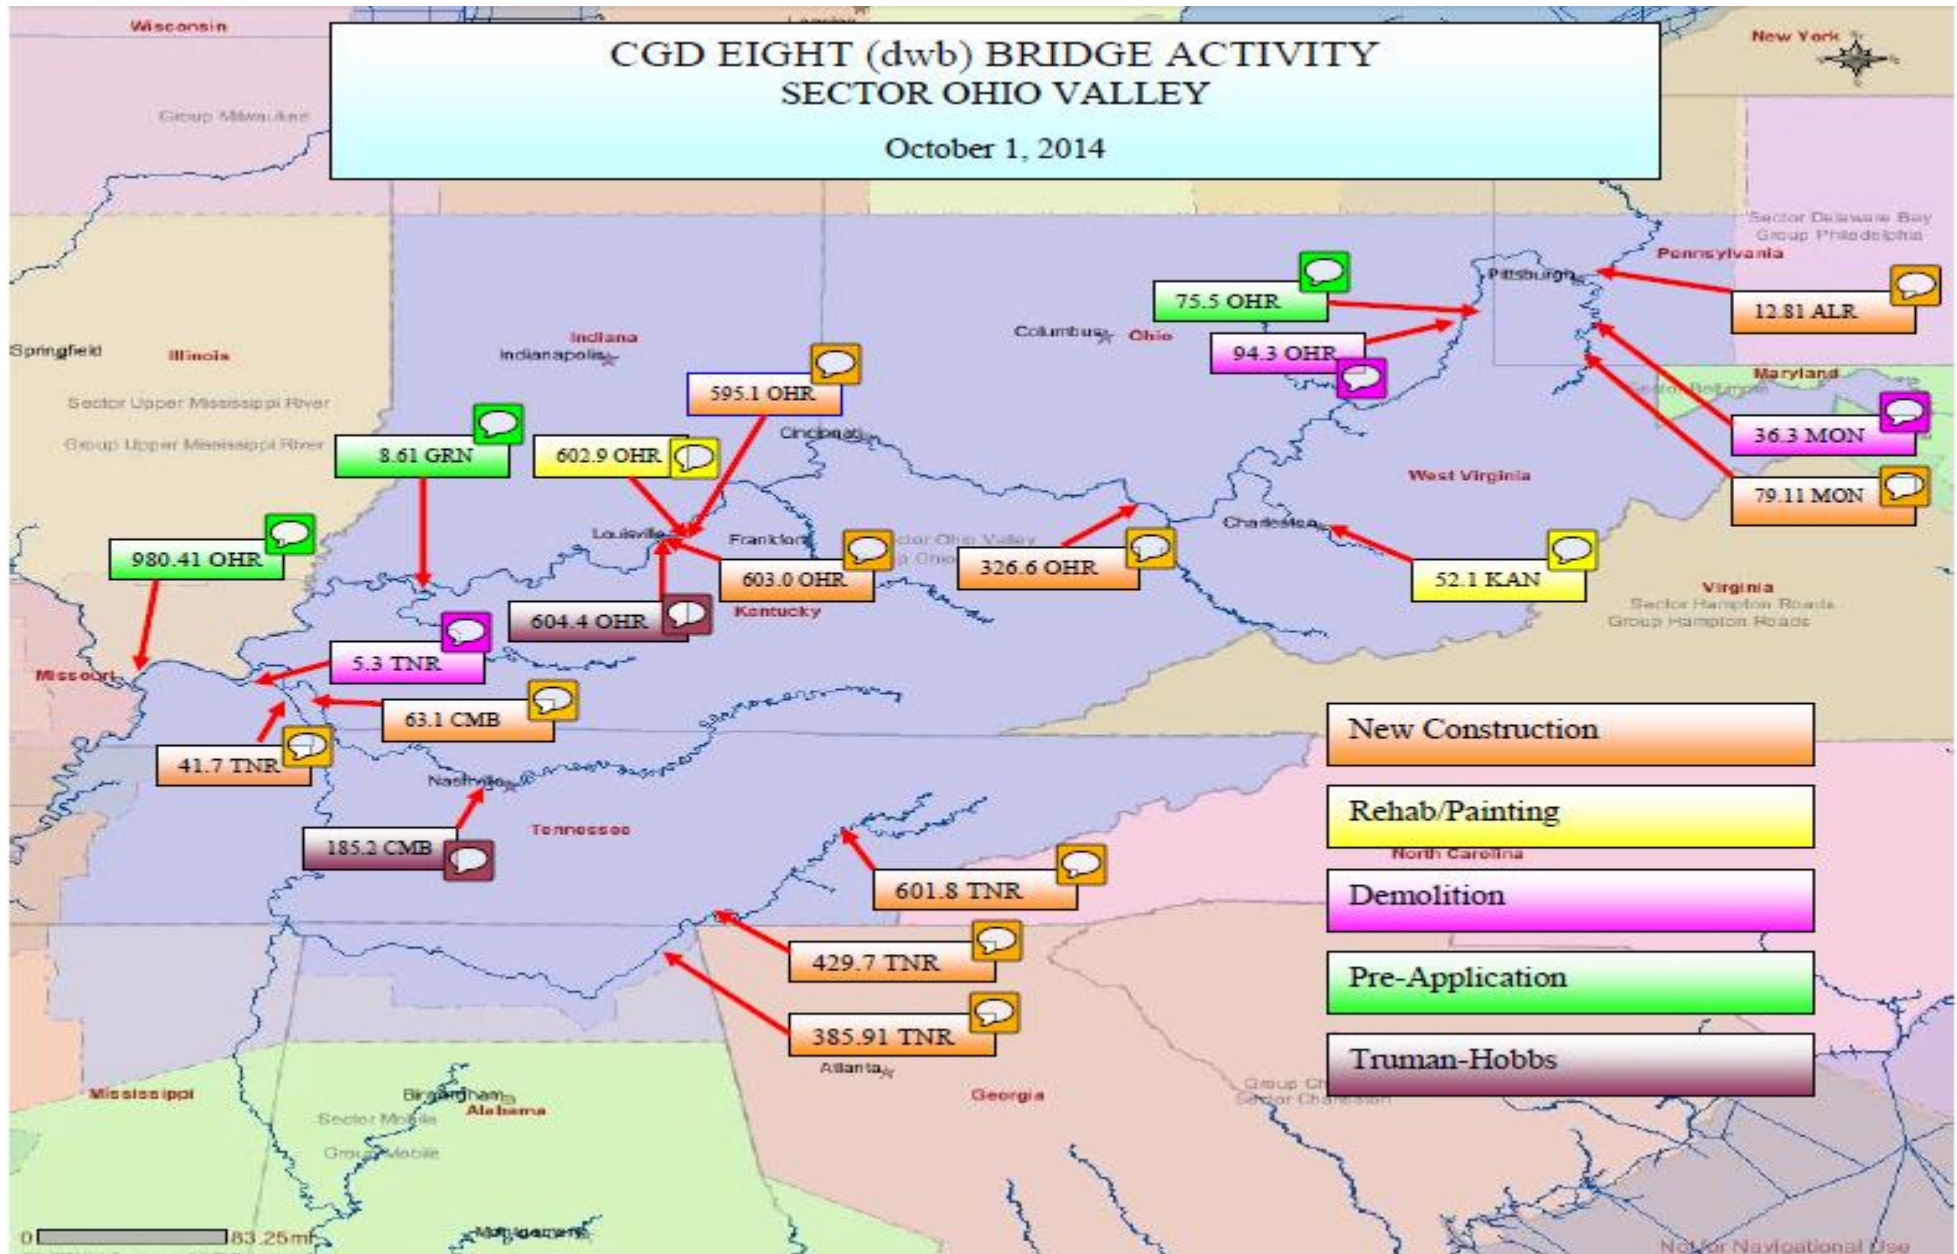 CGD EIGHT (dwb) BRIDGE ACTIVITY
SECTOR OHIO VALLEY
October 1, 2014
Wisconsin
New York
Group Milwaukee
Sector Delaware Bay
Group Philadelphia
Pennsylvania
Pittsburgh
75.5 OHR
12.81 ALR
Columbus
Ohio
94.3 OHR
Springfield
Illinois
Indiana
Indianapolis
Maryland
595.1 OHR
Sector Upper Mississippi River
Group Upper Mississippi River
8.61 GRN
602.9 OHR
Cincinnati
36.3 MON
West Virginia
79.11 MON
Charleston
Louisville
Frankfort
Ohio Valley
980.41 OHR
603.0 OHR
326.6 OHR
52.1 KAN
Virginia
Sector Hampton Roads
Group Hampton Roads
604.4 OHR
Kentucky
5.3 TNR
Missouri
63.1 CMB
41.7 TNR
New Construction
Nashville
Tennessee
185.2 CMB
Rehab/Painting
North Carolina
601.8 TNR
Demolition
429.7 TNR
Pre-Application
385.91 TNR
Truman-Hobbs
Atlanta
Mississippi
Birmingham
Alabama
Georgia
Sector Mobile
Group Mobile
Group
Sector Charleston
Montgomery
0 83.25mi
Not for Navigational Use